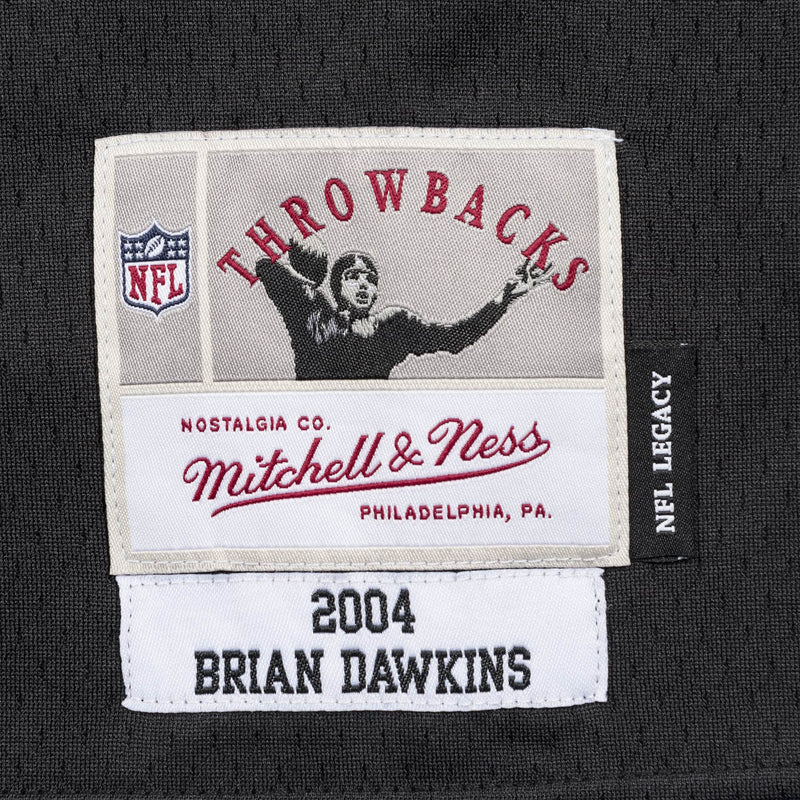 THROWBACKS
NFL
NOSTALGIA CO.
Mitchell & Ness
PHILADELPHIA, PA.
NFL LEGACY
2004
BRIAN DAWKINS